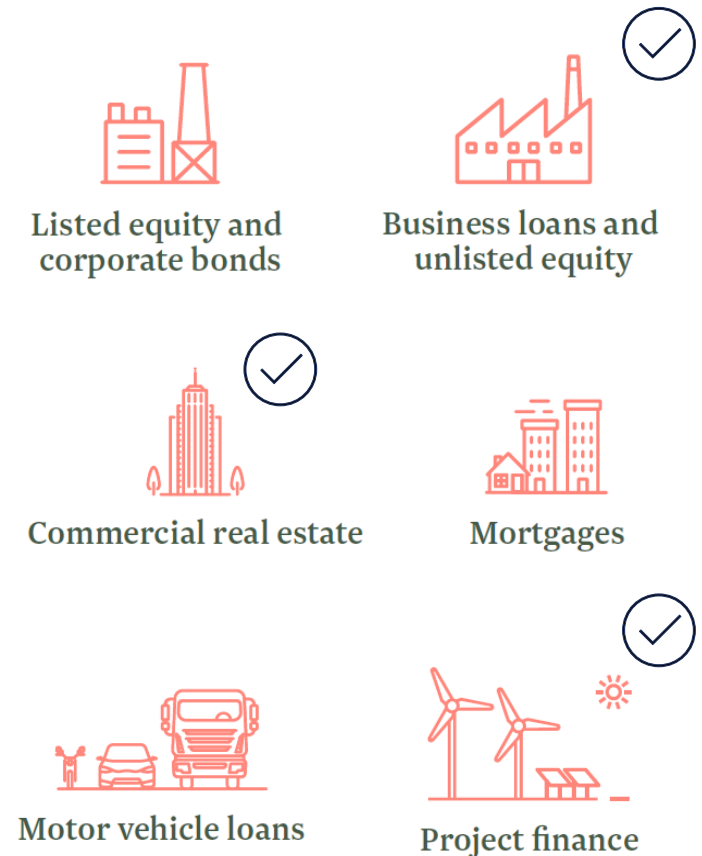 Listed equity and
corporate bonds
Business loans and
unlisted equity
Commercial real estate
Mortgages
Motor vehicle loans
Project finance